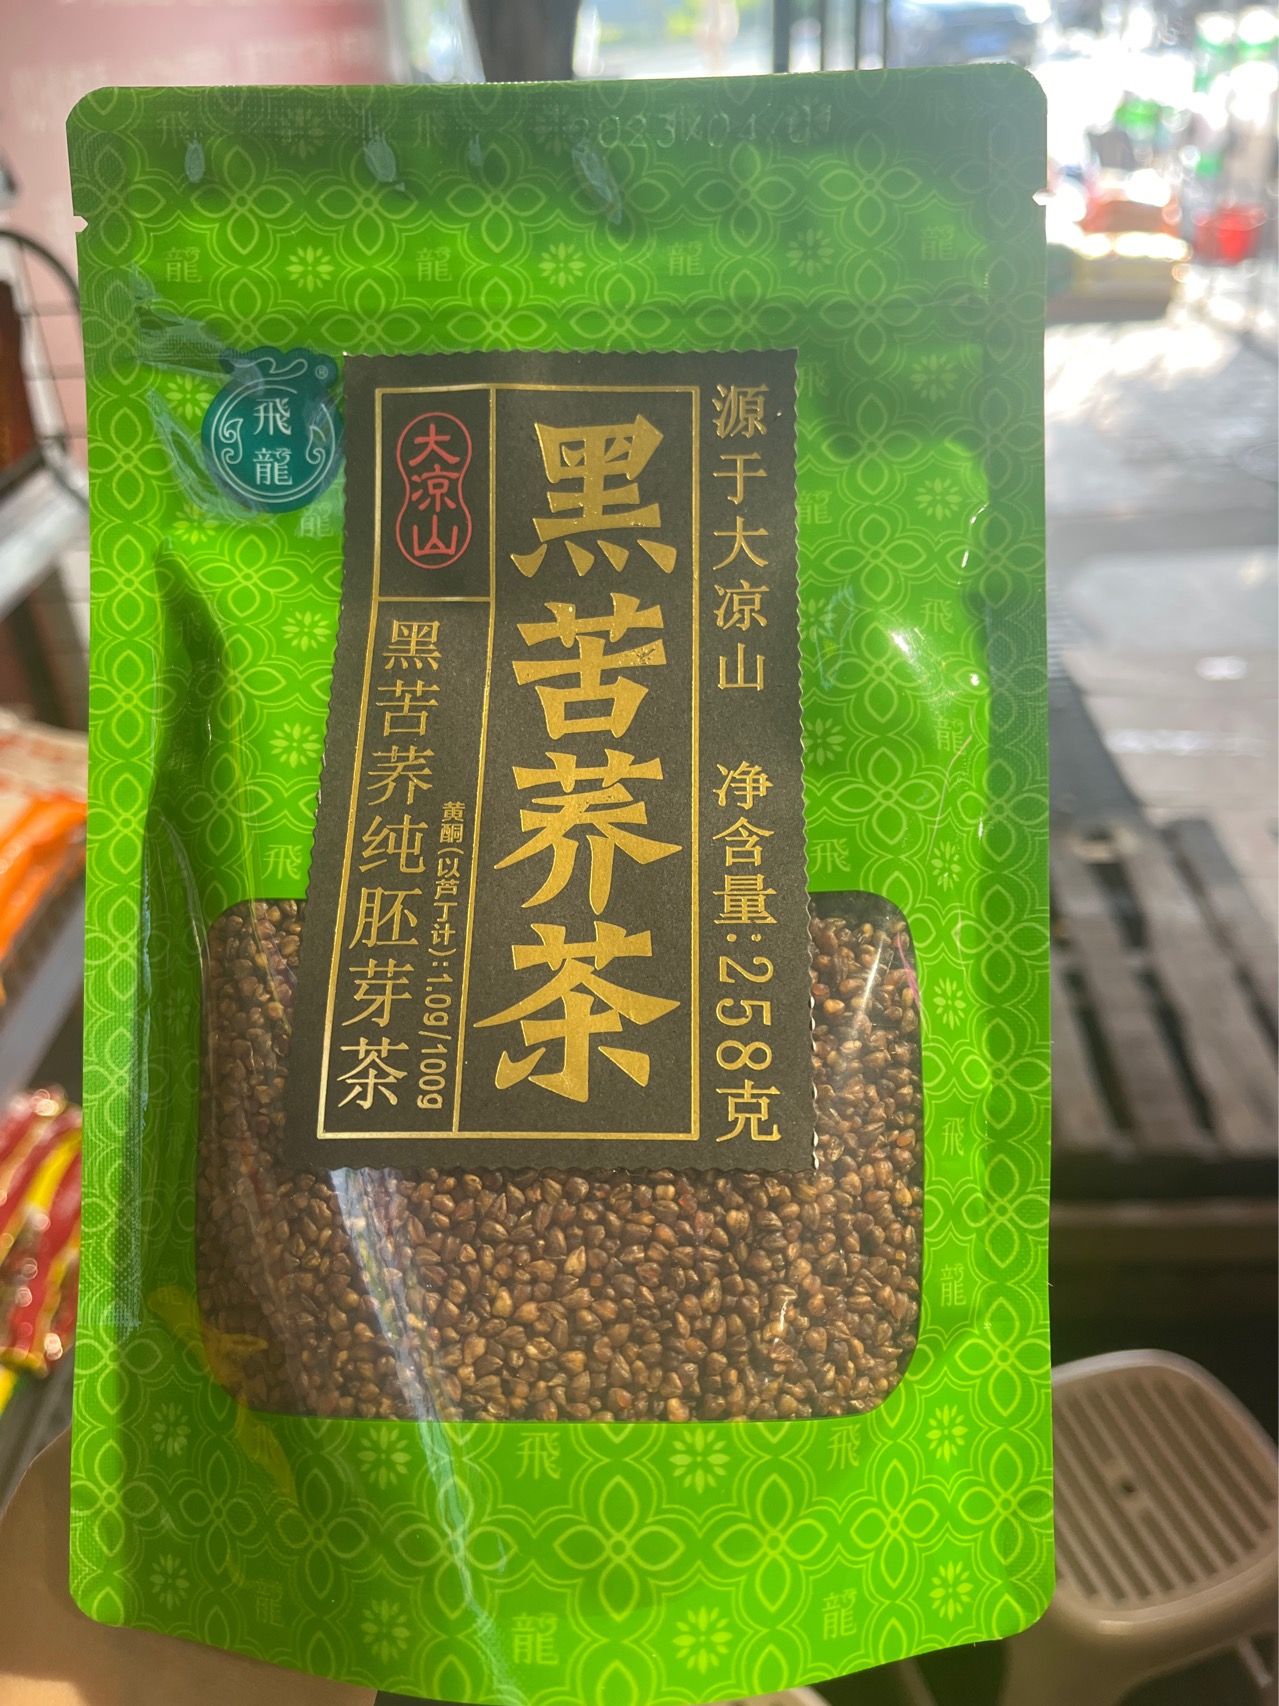 飛龍
®
大凉山
黑苦荞茶
源于大凉山 净含量:258克
黑苦荞纯胚芽茶
黄酮(以芦丁计):1.0g/100g